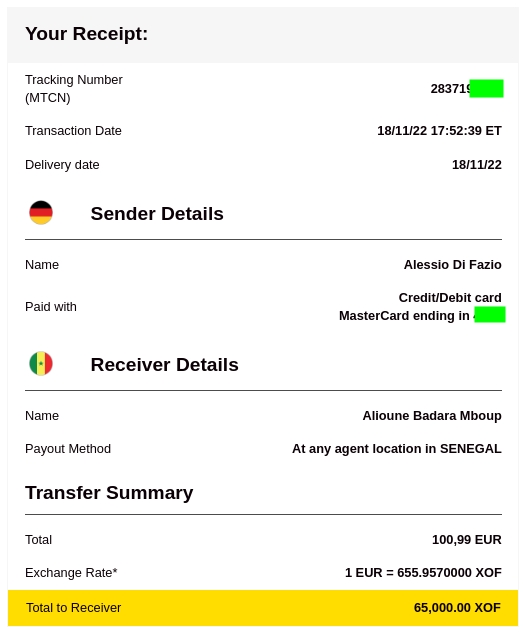 Your Receipt:
Tracking Number
(MTCN)
283719
Transaction Date
18/11/22 17:52:39 ET
Delivery date
18/11/22
Sender Details
Name
Alessio Di Fazio
Paid with
Credit/Debit card
MasterCard ending in
Receiver Details
Name
Alioune Badara Mboup
Payout Method
At any agent location in SENEGAL
Transfer Summary
Total
100,99 EUR
Exchange Rate*
1 EUR = 655.9570000 XOF
Total to Receiver
65,000.00 XOF